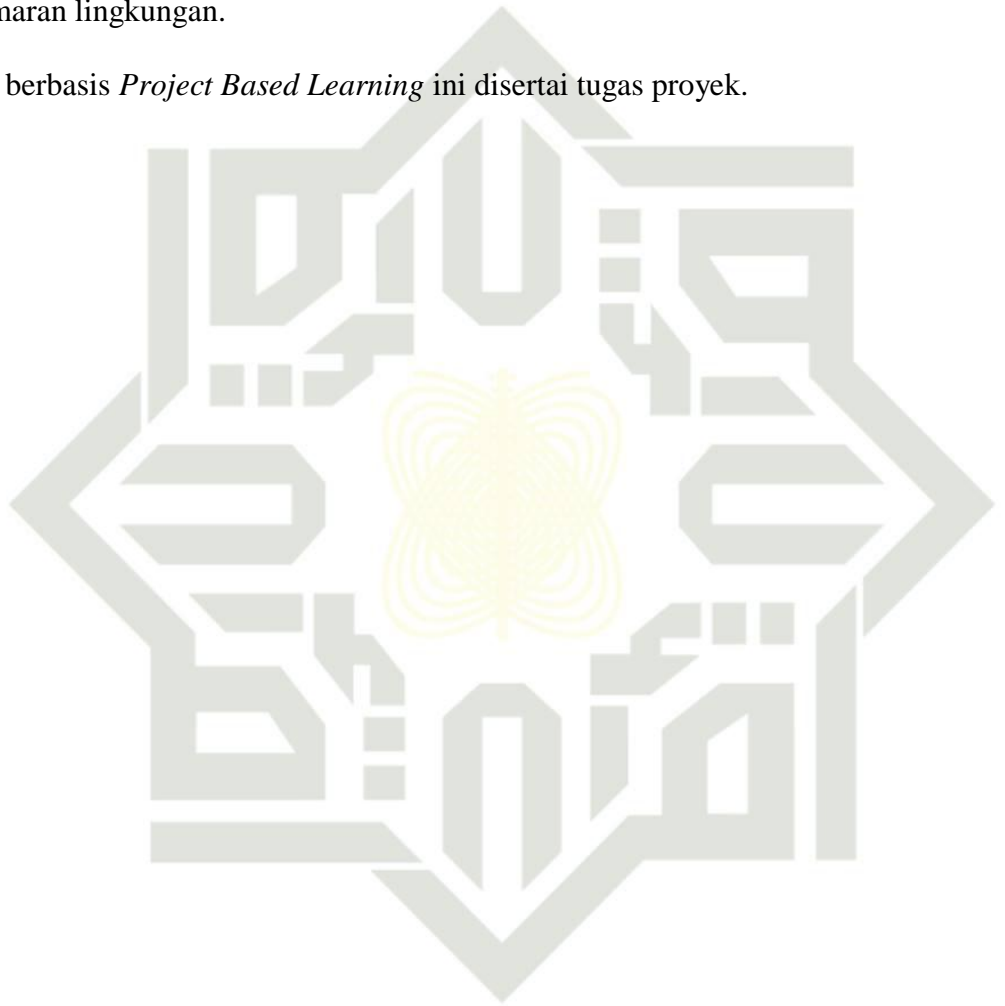 maran lingkungan.
berbasis Project Based Learning ini disertai tugas proyek.